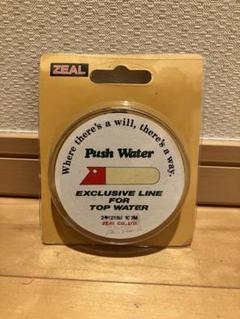 ZEAL
Where there's a will, there's a way.
Push Water
EXCLUSIVE LINE
FOR
TOP WATER
ZEAL CO., LTD.